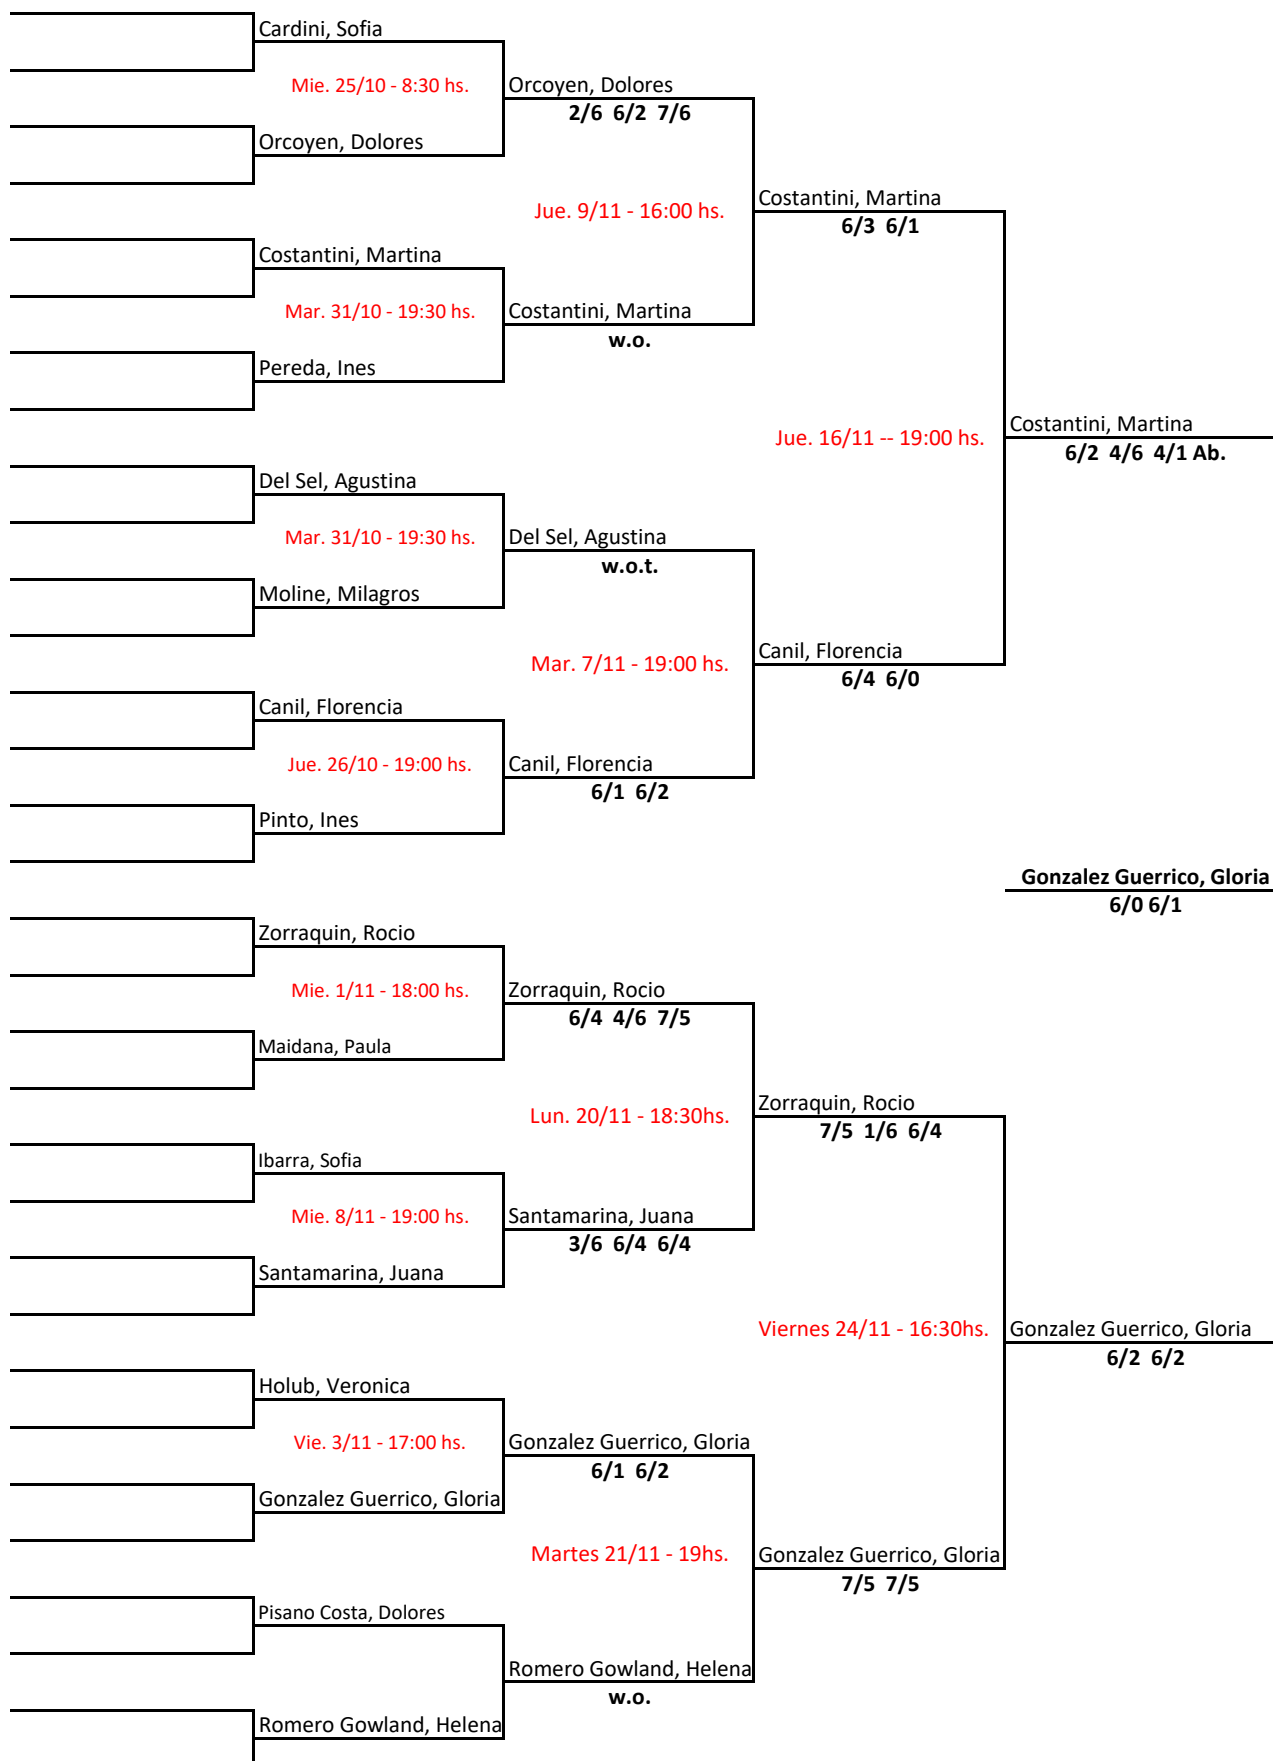 Cardini, Sofia
Mie. 25/10 - 8:30 hs.
Orcoyen, Dolores
2/6 6/2 7/6
Orcoyen, Dolores
Jue. 9/11 - 16:00 hs.
Costantini, Martina
6/3 6/1
Costantini, Martina
Mar. 31/10 - 19:30 hs.
Costantini, Martina
w.o.
Pereda, Ines
Jue. 16/11 -- 19:00 hs.
Costantini, Martina
6/2 4/6 4/1 Ab.
Del Sel, Agustina
Mar. 31/10 - 19:30 hs.
Del Sel, Agustina
w.o.t.
Moline, Milagros
Mar. 7/11 - 19:00 hs.
Canil, Florencia
6/4 6/0
Canil, Florencia
Jue. 26/10 - 19:00 hs.
Canil, Florencia
6/1 6/2
Pinto, Ines
Gonzalez Guerrico, Gloria
6/0 6/1
Zorraquin, Rocio
Mie. 1/11 - 18:00 hs.
Zorraquin, Rocio
6/4 4/6 7/5
Maidana, Paula
Lun. 20/11 - 18:30hs.
Zorraquin, Rocio
7/5 1/6 6/4
Ibarra, Sofia
Mie. 8/11 - 19:00 hs.
Santamarina, Juana
3/6 6/4 6/4
Santamarina, Juana
Viernes 24/11 - 16:30hs.
Gonzalez Guerrico, Gloria
6/2 6/2
Holub, Veronica
Vie. 3/11 - 17:00 hs.
Gonzalez Guerrico, Gloria
6/1 6/2
Gonzalez Guerrico, Gloria
Martes 21/11 - 19hs.
Gonzalez Guerrico, Gloria
7/5 7/5
Pisano Costa, Dolores
Romero Gowland, Helena
w.o.
Romero Gowland, Helena